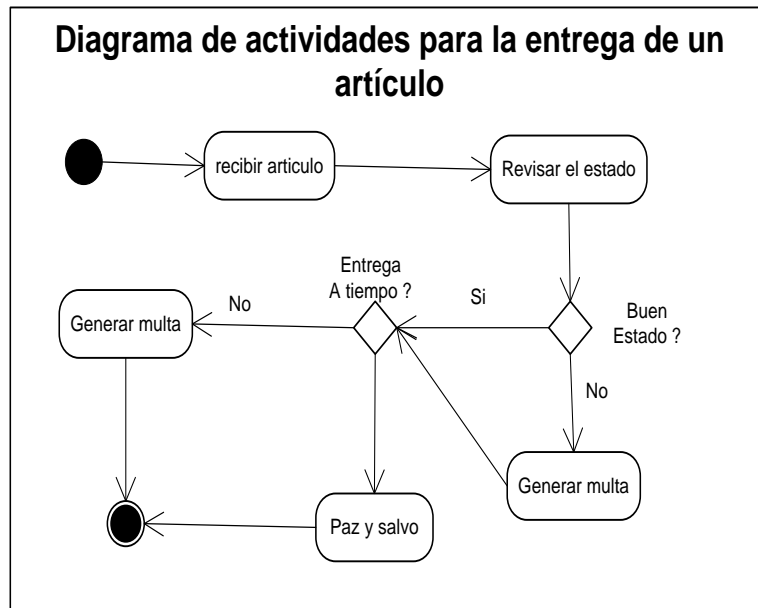 Diagrama de actividades para la entrega de un
artículo
recibir articulo
Revisar el estado
Entrega
A tiempo ?
Si
Buen
Estado ?
No
Generar multa
No
Generar multa
Paz y salvo